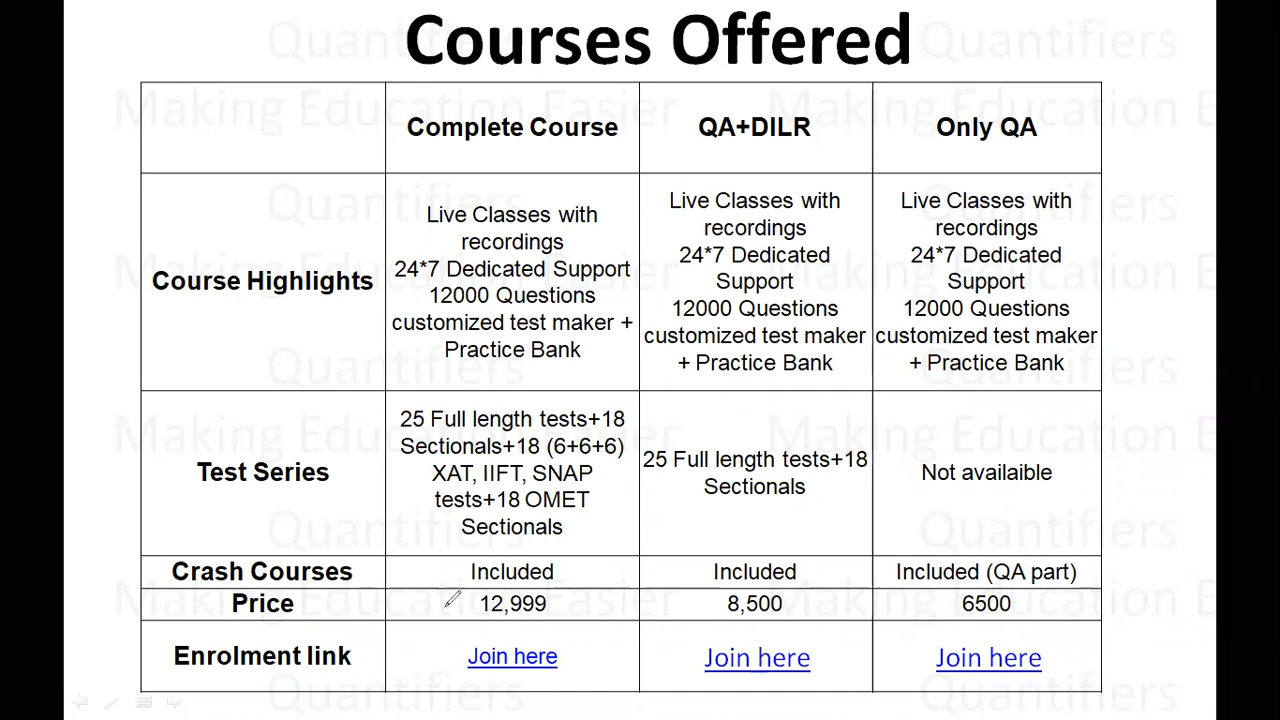 Courses Offered
Complete Course
QA+DILR
Only QA
Course Highlights
Live Classes with
recordings
24*7 Dedicated Support
12000 Questions
customized test maker +
Practice Bank
Live Classes with
recordings
24*7 Dedicated
Support
12000 Questions
customized test maker
+ Practice Bank
Live Classes with
recordings
24*7 Dedicated
Support
12000 Questions
customized test maker
+ Practice Bank
Test Series
25 Full length tests+18
Sectionals+18 (6+6+6)
XAT, IIFT, SNAP
tests+18 OMET
Sectionals
25 Full length tests+18
Sectionals
Not available
Crash Courses
Included
Included
Included (QA part)
Price
12,999
8,500
6500
Enrolment link
Join here
Join here
Join here
Quantifiers
Making Education Easier